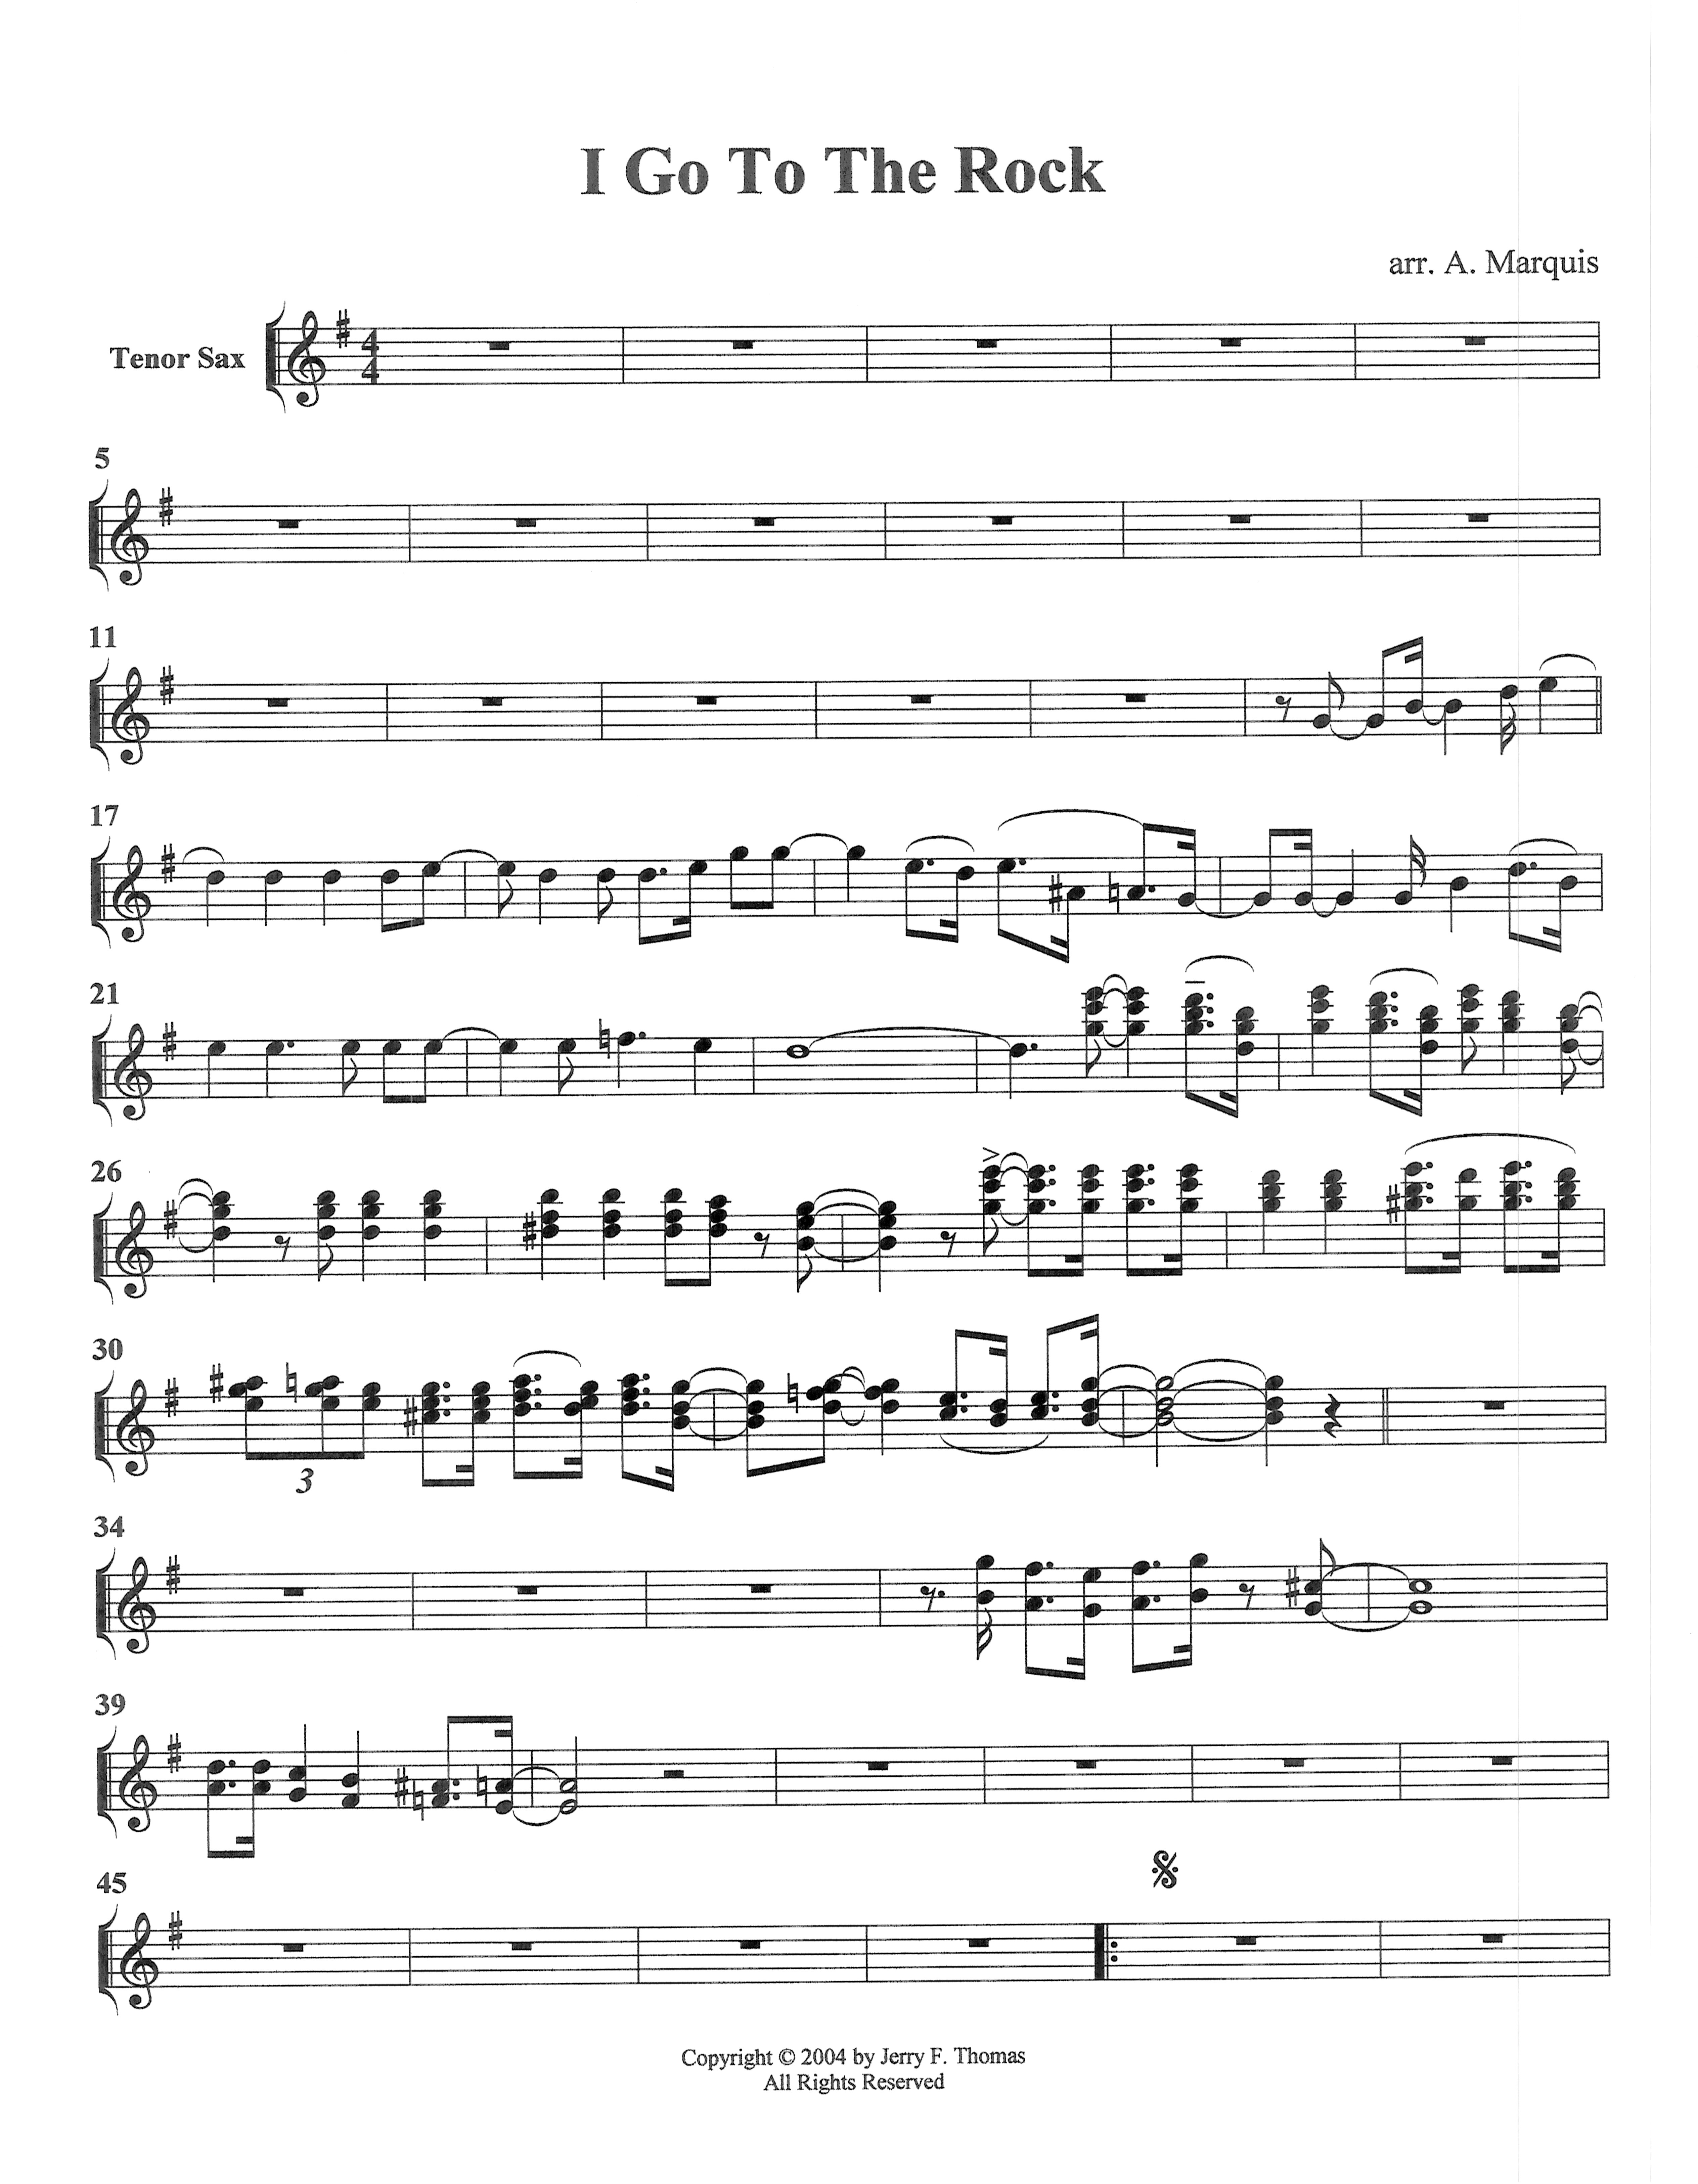 I Go To The Rock
arr. A. Marquis
Tenor Sax
4
4
5
11
17
21
26
30
3
34
39
45
Copyright © 2004 by Jerry F. Thomas
All Rights Reserved